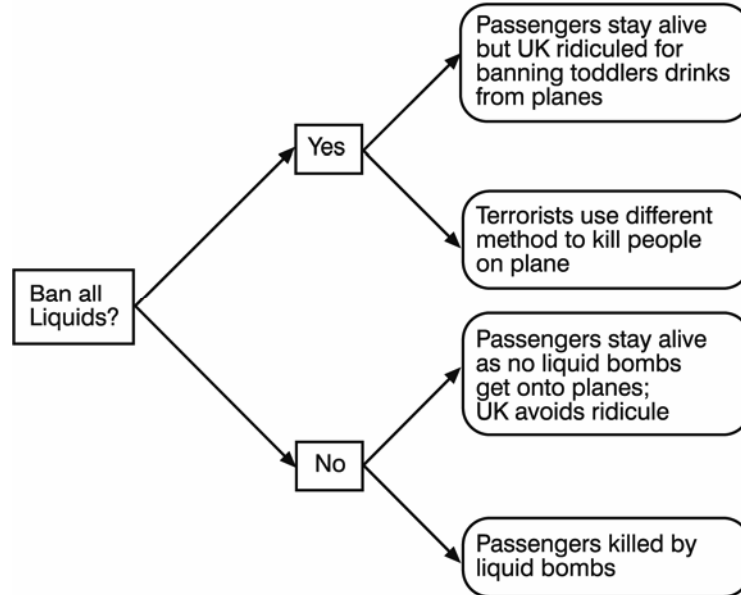 Passengers stay alive
but UK ridiculed for
banning toddlers drinks
from planes
Yes
Terrorists use different
method to kill people
on plane
Ban all
Liquids?
Passengers stay alive
as no liquid bombs
get onto planes;
UK avoids ridicule
No
Passengers killed by
liquid bombs